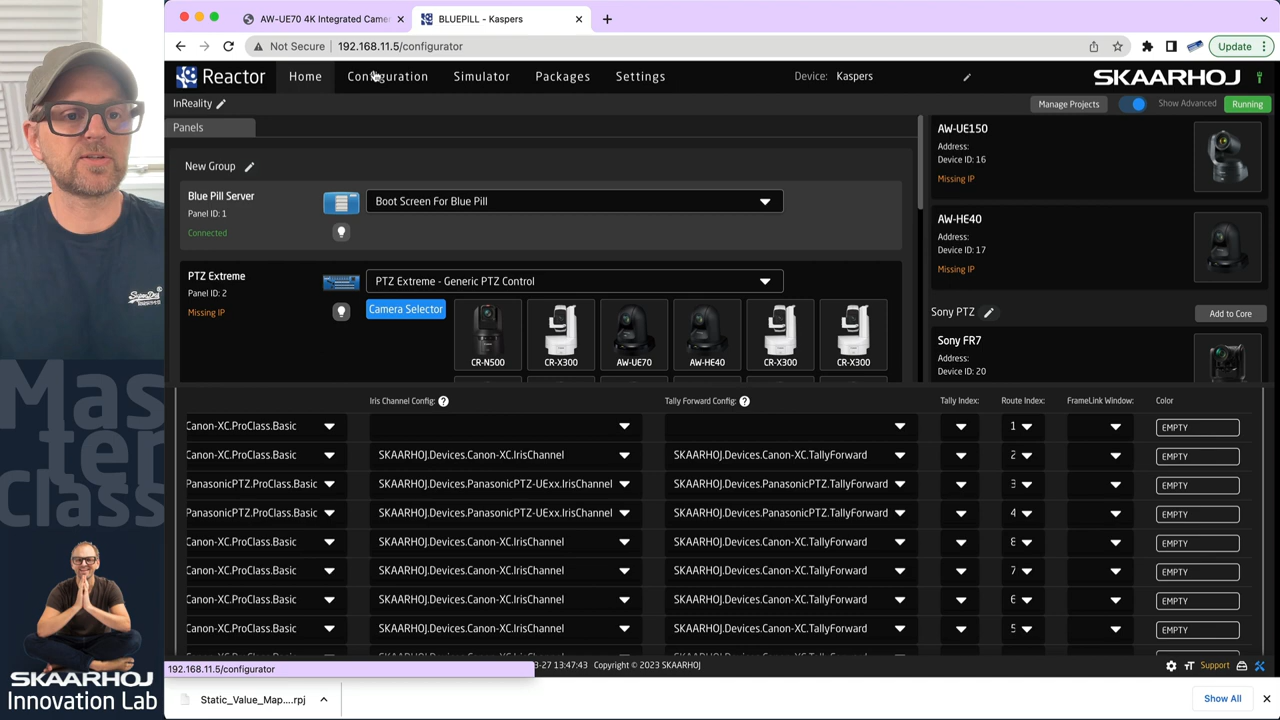 AW-UE70 4K Integrated Came
BLUEPILL - Kaspers
Not Secure 192.168.11.5/configurator
Update
Reactor Home Configuration Simulator Packages Settings Device: Kaspers SKAARHOJ
InReality Manage Projects Show Advanced Running
Panels
New Group
Blue Pill Server
Panel ID: 1
Connected
Boot Screen For Blue Pill
PTZ Extreme
Panel ID: 2
Missing IP
PTZ Extreme - Generic PTZ Control
Camera Selector
CR-N500 CR-X300 AW-UE70 AW-HE40 CR-X300 CR-X300
AW-UE150
Address:
Device ID: 16
Missing IP
AW-HE40
Address:
Device ID: 17
Missing IP
Sony PTZ Add to Core
Sony FR7
Address:
Device ID: 20
Iris Channel Config: ? Tally Forward Config: ? Tally Index: Route Index: FrameLink Window: Color
Canon-XC.ProClass.Basic 1 EMPTY
Canon-XC.ProClass.Basic SKAARHOJ.Devices.Canon-XC.IrisChannel SKAARHOJ.Devices.Canon-XC.TallyForward 2 EMPTY
PanasonicPTZ.ProClass.Basic SKAARHOJ.Devices.PanasonicPTZ-UExx.IrisChannel SKAARHOJ.Devices.PanasonicPTZ.TallyForward 3 EMPTY
PanasonicPTZ.ProClass.Basic SKAARHOJ.Devices.PanasonicPTZ-UExx.IrisChannel SKAARHOJ.Devices.PanasonicPTZ.TallyForward 4 EMPTY
Canon-XC.ProClass.Basic SKAARHOJ.Devices.Canon-XC.IrisChannel SKAARHOJ.Devices.Canon-XC.TallyForward 8 EMPTY
Canon-XC.ProClass.Basic SKAARHOJ.Devices.Canon-XC.IrisChannel SKAARHOJ.Devices.Canon-XC.TallyForward 7 EMPTY
Canon-XC.ProClass.Basic SKAARHOJ.Devices.Canon-XC.IrisChannel SKAARHOJ.Devices.Canon-XC.TallyForward 6 EMPTY
Canon-XC.ProClass.Basic SKAARHOJ.Devices.Canon-XC.IrisChannel SKAARHOJ.Devices.Canon-XC.TallyForward 5 EMPTY
192.168.11.5/configurator
3-27 13:47:43 Copyright © 2023 SKAARHOJ
Support
Static_Value_Map....rpj
Show All
Mas
ter
Class
SKAARHOJ
Innovation Lab